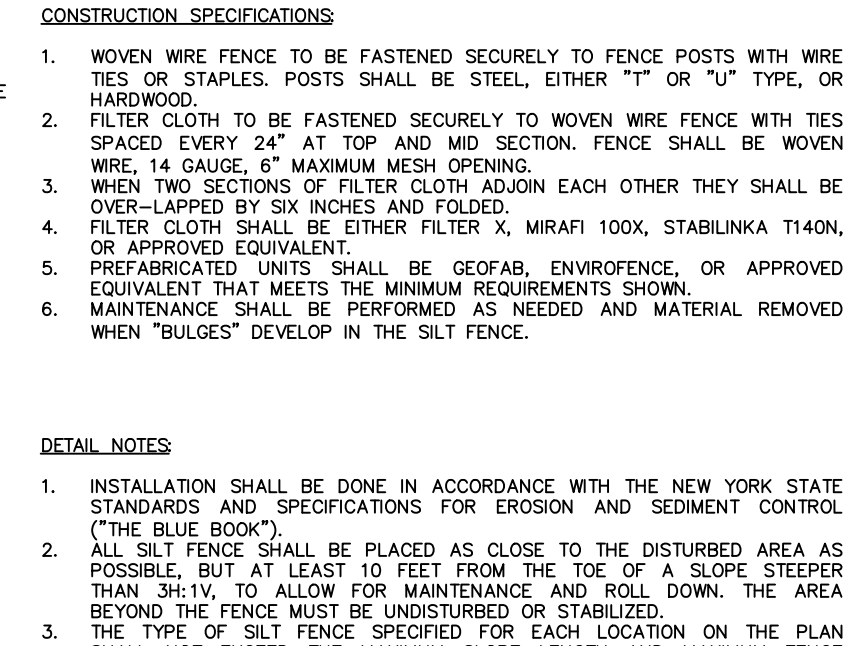 CONSTRUCTION SPECIFICATIONS:
1. WOVEN WIRE FENCE TO BE FASTENED SECURELY TO FENCE POSTS WITH WIRE
TIES OR STAPLES. POSTS SHALL BE STEEL, EITHER "T" OR "U" TYPE, OR
HARDWOOD.
2. FILTER CLOTH TO BE FASTENED SECURELY TO WOVEN WIRE FENCE WITH TIES
SPACED EVERY 24" AT TOP AND MID SECTION. FENCE SHALL BE WOVEN
WIRE, 14 GAUGE, 6" MAXIMUM MESH OPENING.
3. WHEN TWO SECTIONS OF FILTER CLOTH ADJOIN EACH OTHER THEY SHALL BE
OVER-LAPPED BY SIX INCHES AND FOLDED.
4. FILTER CLOTH SHALL BE EITHER FILTER X, MIRAFI 100X, STABILINKA T140N,
OR APPROVED EQUIVALENT.
5. PREFABRICATED UNITS SHALL BE GEOFAB, ENVIROFENCE, OR APPROVED
EQUIVALENT THAT MEETS THE MINIMUM REQUIREMENTS SHOWN.
6. MAINTENANCE SHALL BE PERFORMED AS NEEDED AND MATERIAL REMOVED
WHEN "BULGES" DEVELOP IN THE SILT FENCE.
DETAIL NOTES:
1. INSTALLATION SHALL BE DONE IN ACCORDANCE WITH THE NEW YORK STATE
STANDARDS AND SPECIFICATIONS FOR EROSION AND SEDIMENT CONTROL
("THE BLUE BOOK").
2. ALL SILT FENCE SHALL BE PLACED AS CLOSE TO THE DISTURBED AREA AS
POSSIBLE, BUT AT LEAST 10 FEET FROM THE TOE OF A SLOPE STEEPER
THAN 3H:1V, TO ALLOW FOR MAINTENANCE AND ROLL DOWN. THE AREA
BEYOND THE FENCE MUST BE UNDISTURBED OR STABILIZED.
3. THE TYPE OF SILT FENCE SPECIFIED FOR EACH LOCATION ON THE PLAN